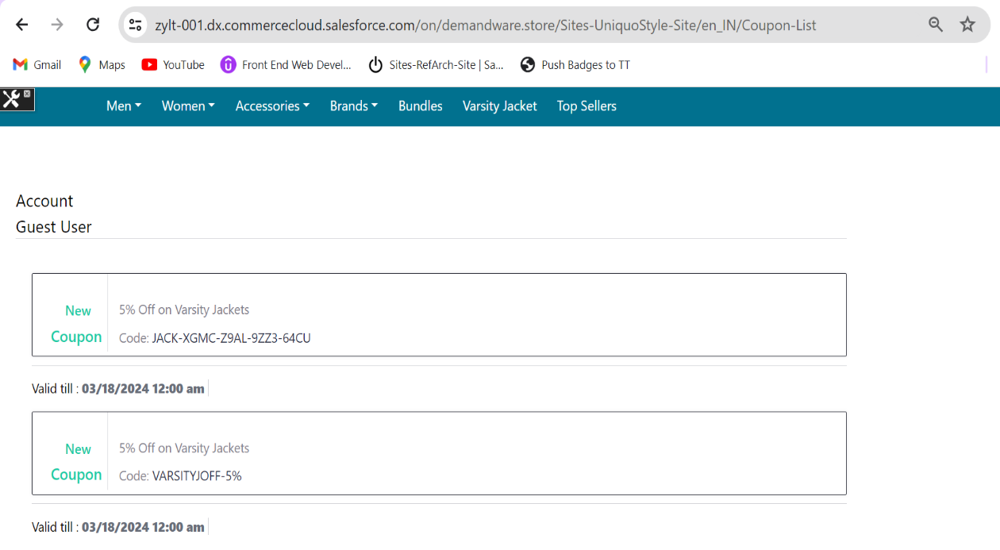 zylt-001.dx.commercecloud.salesforce.com/on/demandware.store/Sites-UniquoStyle-Site/en_IN/Coupon-List
Gmail Maps YouTube Front End Web Devel... Sites-RefArch-Site | Sa... Push Badges to TT
Men Women Accessories Brands Bundles Varsity Jacket Top Sellers
Account
Guest User
New 5% Off on Varsity Jackets
Coupon Code: JACK-XGMC-Z9AL-9ZZ3-64CU
Valid till : 03/18/2024 12:00 am
New 5% Off on Varsity Jackets
Coupon Code: VARSITYJOFF-5%
Valid till : 03/18/2024 12:00 am